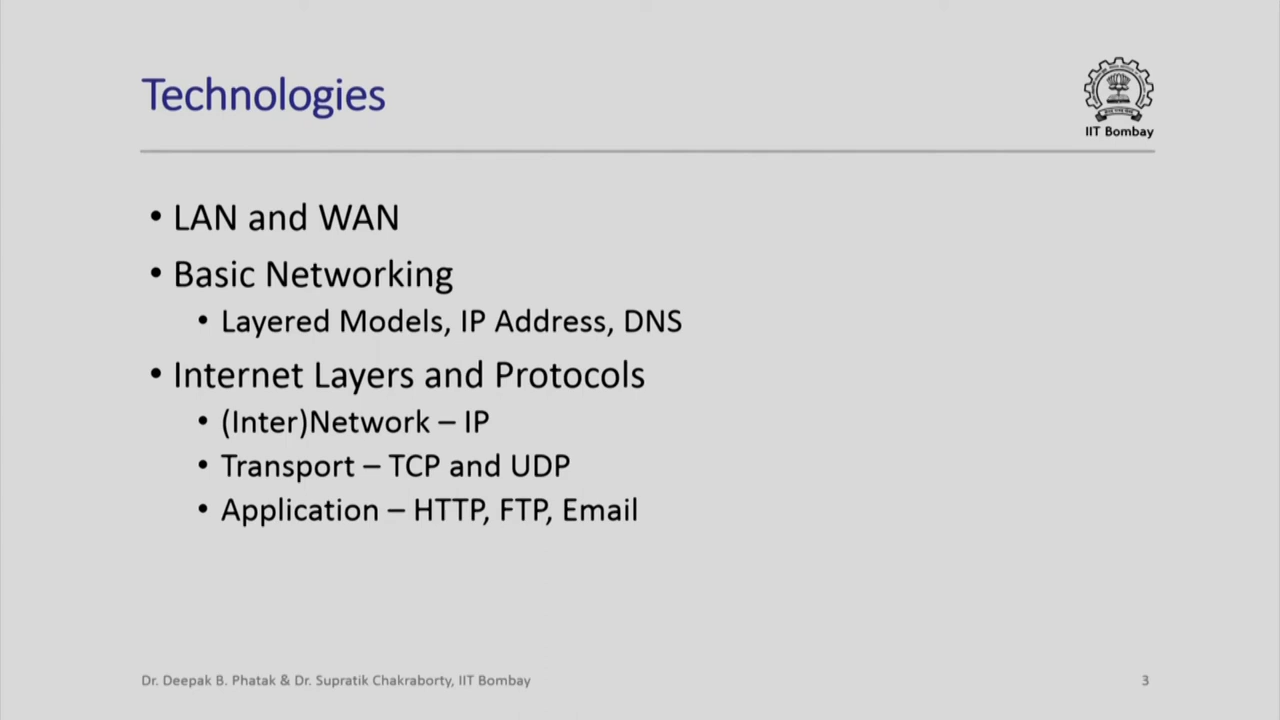 Technologies
IIT Bombay
• LAN and WAN
• Basic Networking
• Layered Models, IP Address, DNS
• Internet Layers and Protocols
• (Inter)Network – IP
• Transport – TCP and UDP
• Application – HTTP, FTP, Email
Dr. Deepak B. Phatak & Dr. Supratik Chakraborty, IIT Bombay
3